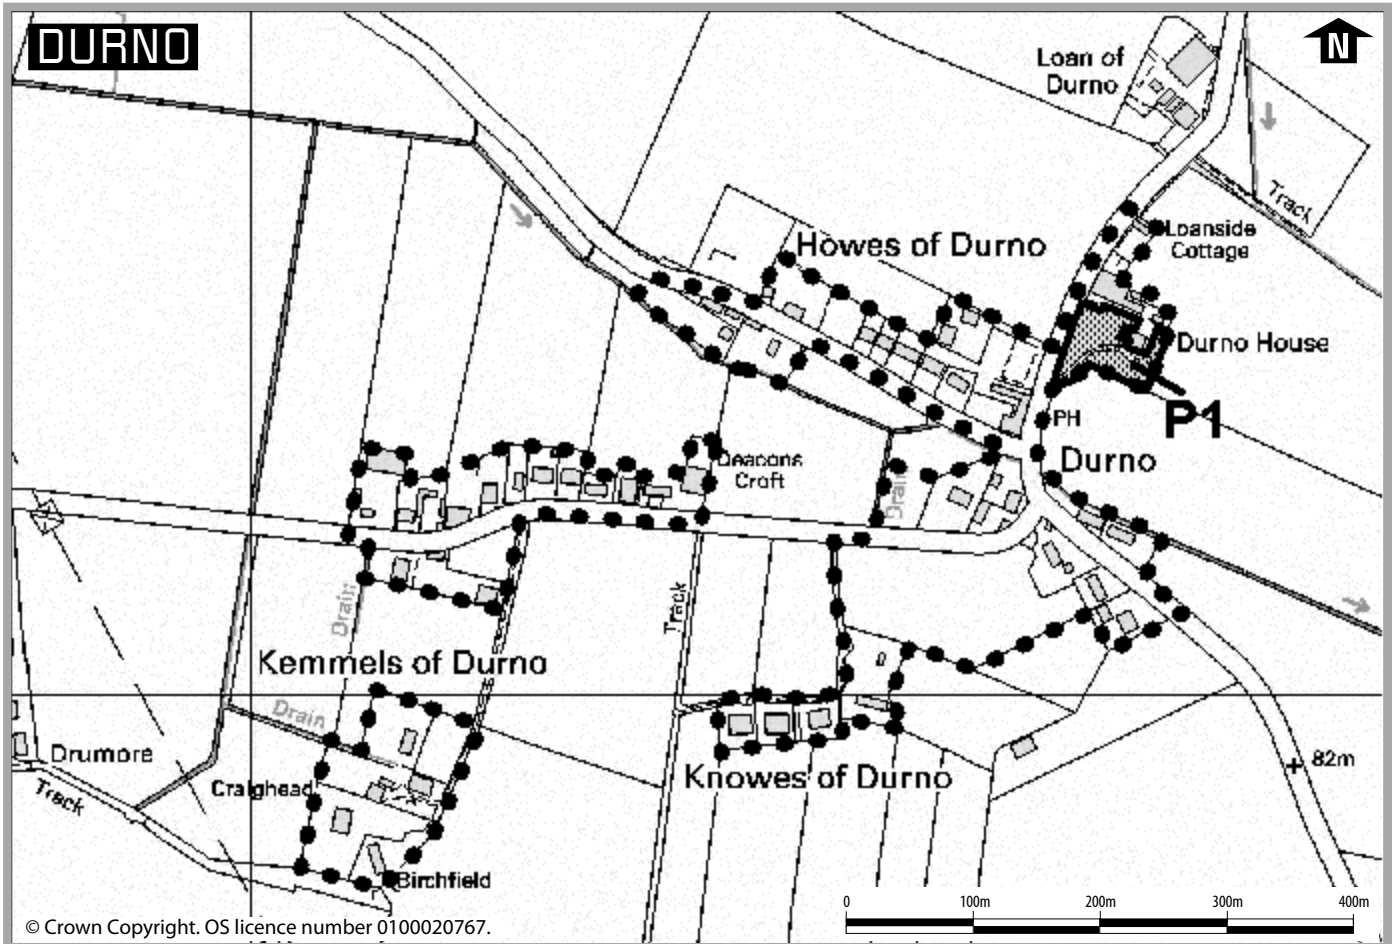 DURNO
N
Loan of
Durno
Track
Loanside
Cottage
Howes of Durno
Durno House
P1
PH
Durno
Deacons
Croft
Drain
Drain
Track
Kemmels of Durno
Drain
Drumore
Track
Craighead
Knowes of Durno
82m
Birchfield
0 100m 200m 300m 400m
© Crown Copyright. OS licence number 0100020767.